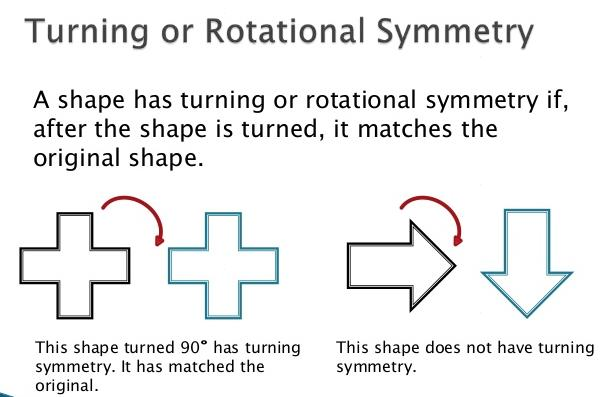 Turning or Rotational Symmetry
A shape has turning or rotational symmetry if,
after the shape is turned, it matches the
original shape.
This shape turned 90° has turning
symmetry. It has matched the
original.
This shape does not have turning
symmetry.